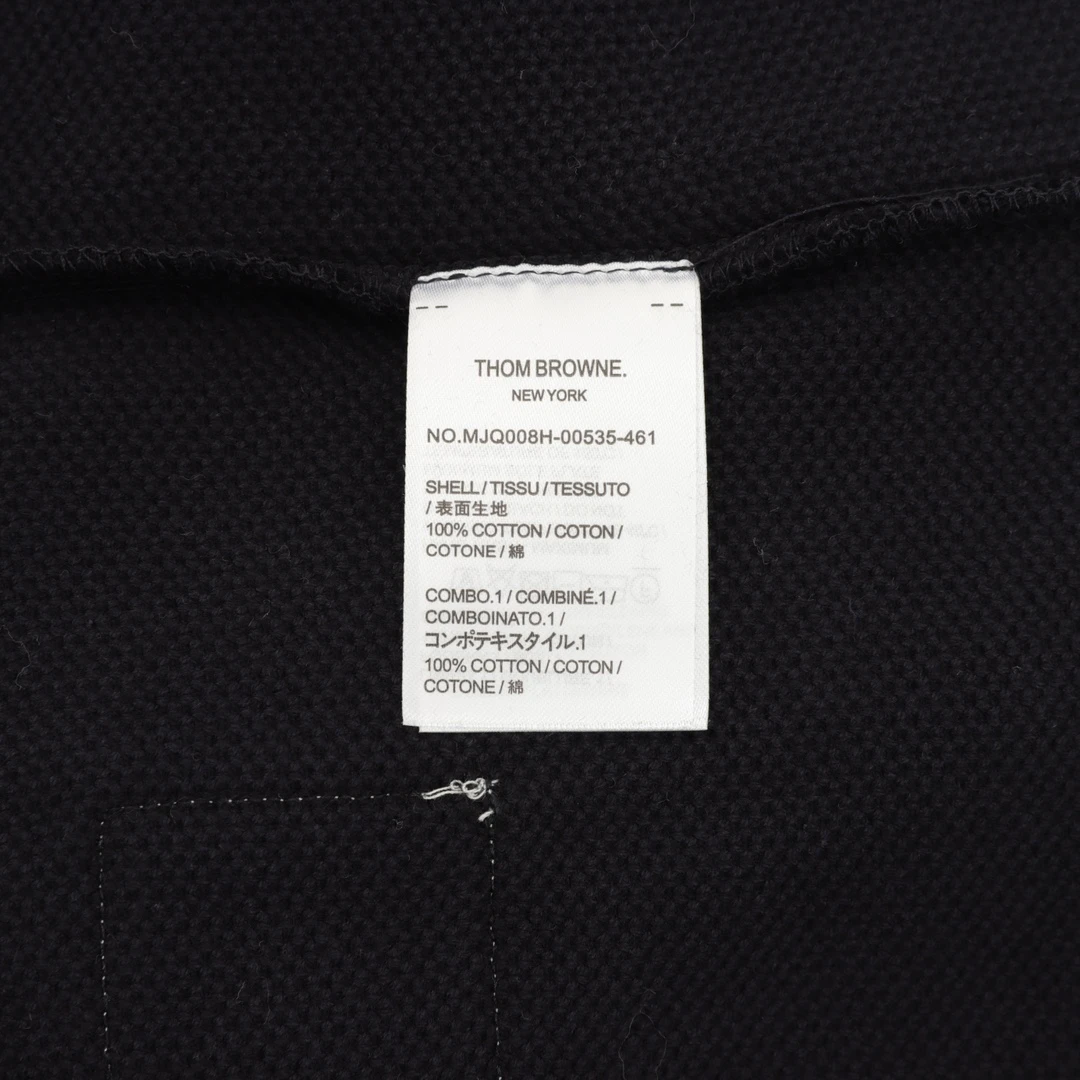 THOM BROWNE.
NEW YORK
NO.MJQ008H-00535-461
SHELL / TISSU / TESSUTO
/ 表面生地
100% COTTON / COTON /
COTONE / 綿
COMBO.1 / COMBINÉ.1 /
COMBOINATO.1 /
コンポテキスタイル.1
100% COTTON / COTON /
COTONE / 綿